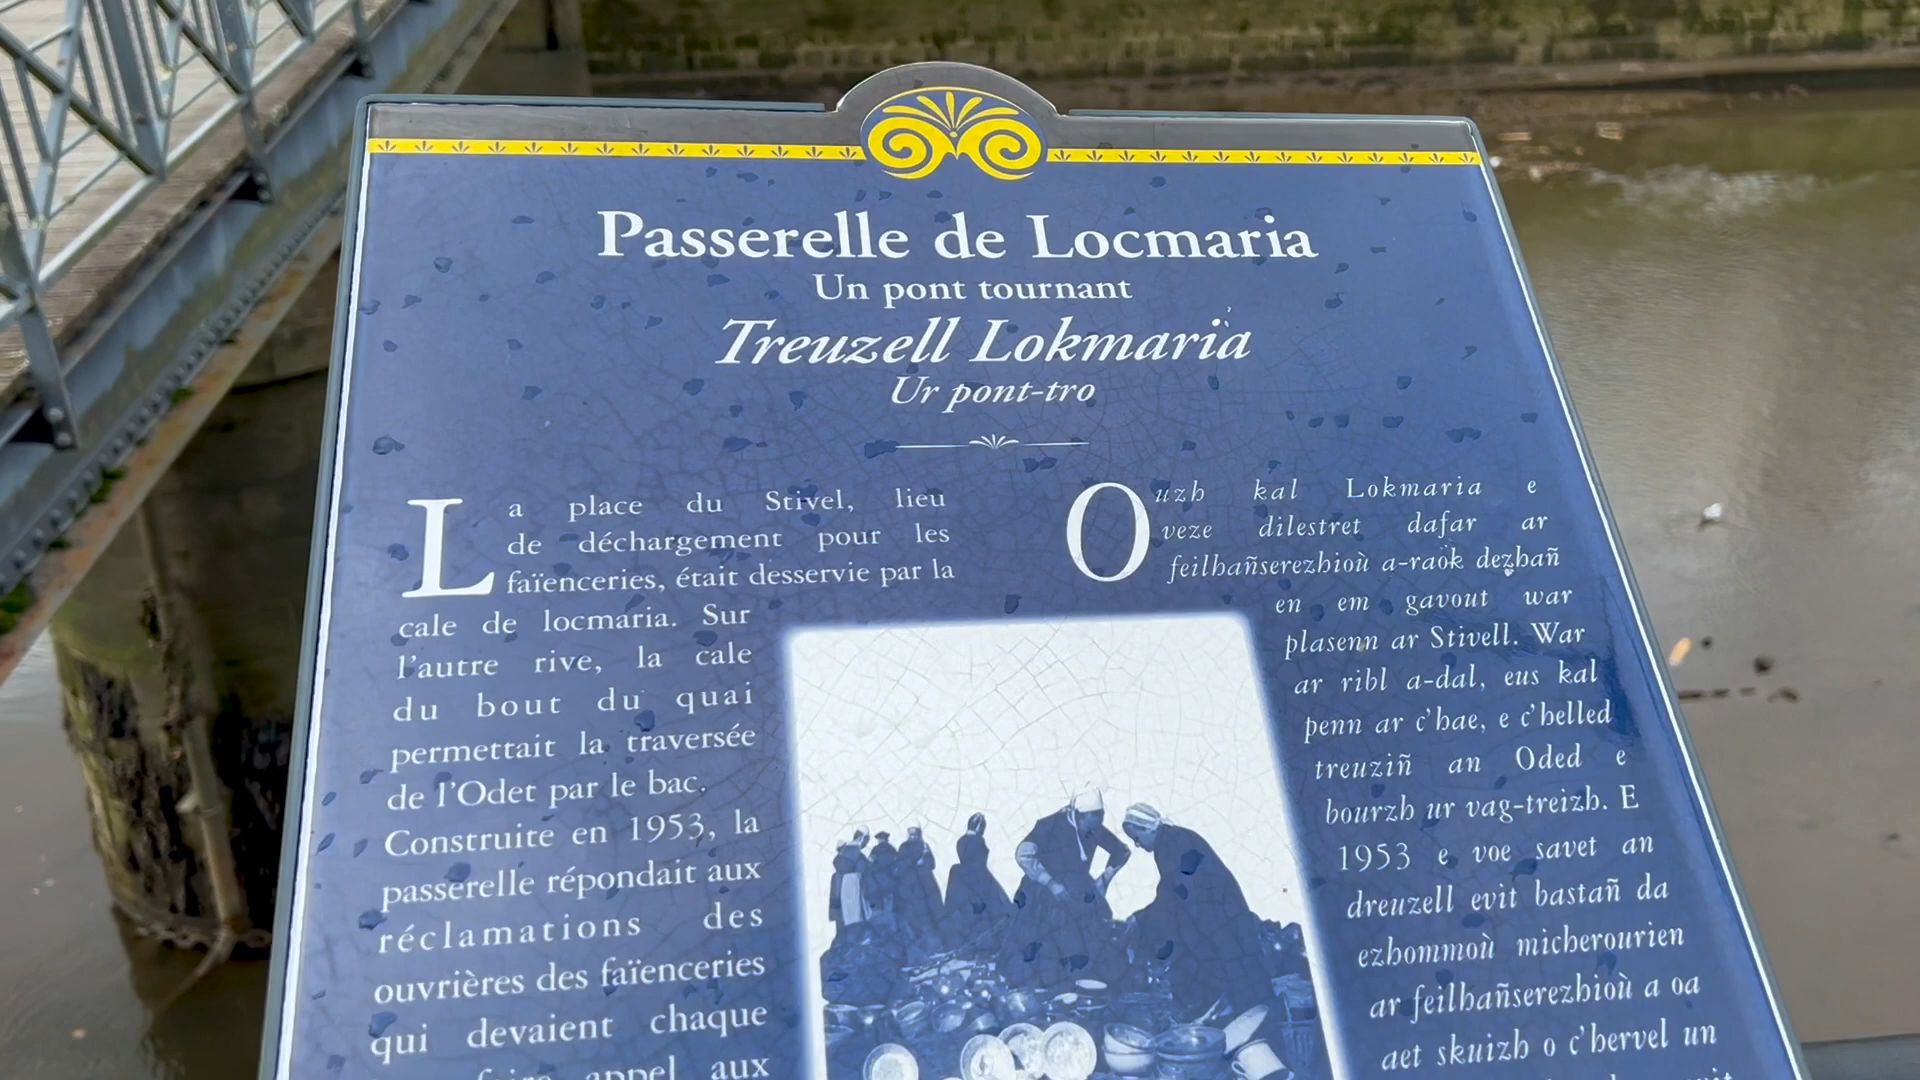 Passerelle de Locmaria
Un pont tournant
Treuzell Lokmaria
Ur pont-tro
La place du Stivel, lieu
de déchargement pour les
faïenceries, était desservie par la
cale de locmaria. Sur
l'autre rive, la cale
du bout du quai
permettait la traversée
de l'Odet par le bac.
Construite en 1953, la
passerelle répondait aux
réclamations des
ouvrières des faïenceries
qui devaient chaque
faire appel aux
Ouzh kal Lokmaria e
veze dilestret dafar ar
feilhañserezhioù a-raok dezhañ
en em gavout war
plasenn ar Stivell. War
ar ribl a-dal, eus kal
penn ar c'hae, e c'helled
treuziñ an Oded e
bourzh ur vag-treizh. E
1953 e voe savet an
dreuzell evit bastañ da
ezhommoù micherourien
ar feilhañserezhioù a oa
aet skuizh o c'hervel un